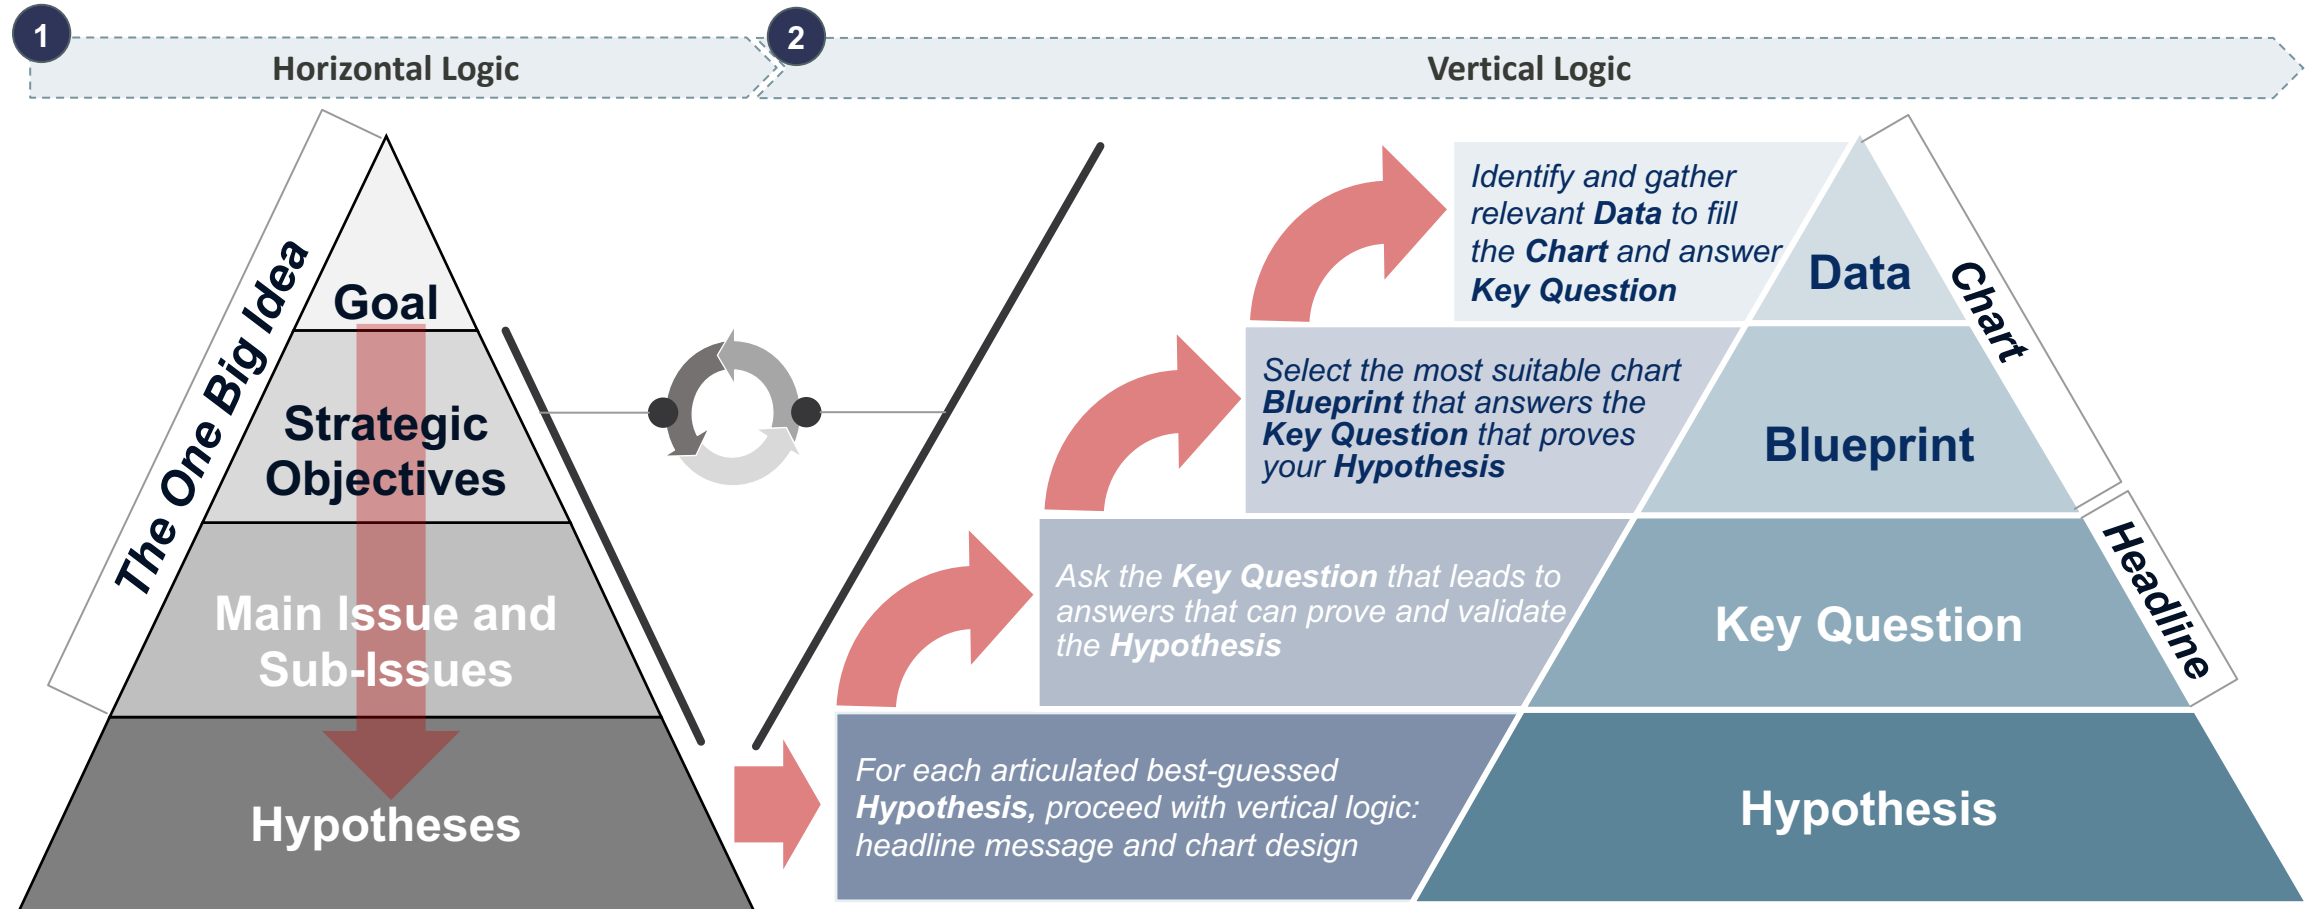 1
Horizontal Logic
2
Vertical Logic
The One Big Idea
Goal
Strategic
Objectives
Main Issue and
Sub-Issues
Hypotheses
Identify and gather
relevant Data to fill
the Chart and answer
Key Question
Data
Chart
Select the most suitable chart
Blueprint that answers the
Key Question that proves
your Hypothesis
Blueprint
Ask the Key Question that leads to
answers that can prove and validate
the Hypothesis
Key Question
Headline
For each articulated best-guessed
Hypothesis, proceed with vertical logic:
headline message and chart design
Hypothesis